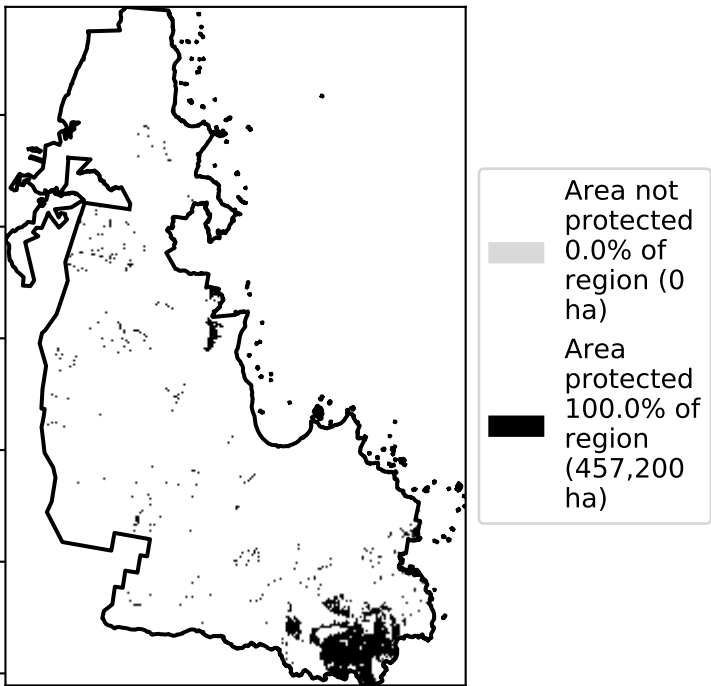 Area not
protected
0.0% of
region (0
ha)
Area
protected
100.0% of
region
(457,200
ha)